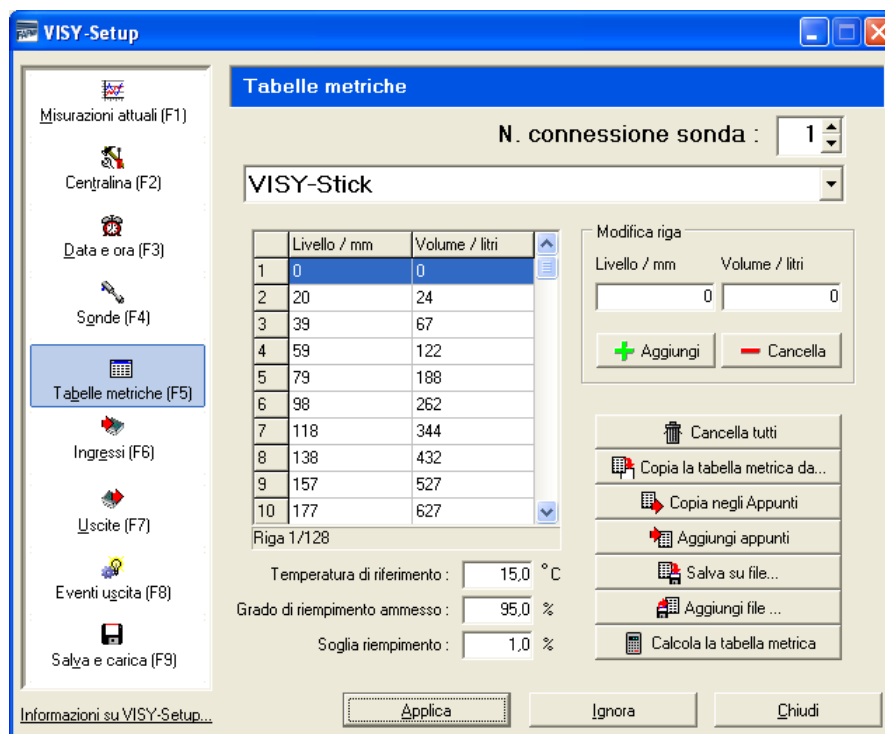 VISY-Setup
Misurazioni attuali (F1)
Centralina (F2)
Data e ora (F3)
Sonde (F4)
Tabelle metriche (F5)
Ingressi (F6)
Uscite (F7)
Eventi uscita (F8)
Salva e carica (F9)
Informazioni su VISY-Setup...
Tabelle metriche
N. connessione sonda : 1
VISY-Stick
Livello / mm Volume / litri
1 0 0
2 20 24
3 39 67
4 59 122
5 79 188
6 98 262
7 118 344
8 138 432
9 157 527
10 177 627
Riga 1/128
Temperatura di riferimento : 15,0 °C
Grado di riempimento ammesso : 95,0 %
Soglia riempimento : 1,0 %
Modifica riga
Livello / mm Volume / litri
0 0
Aggiungi Cancella
Cancella tutti
Copia la tabella metrica da...
Copia negli Appunti
Aggiungi appunti
Salva su file...
Aggiungi file ...
Calcola la tabella metrica
Applica Ignora Chiudi